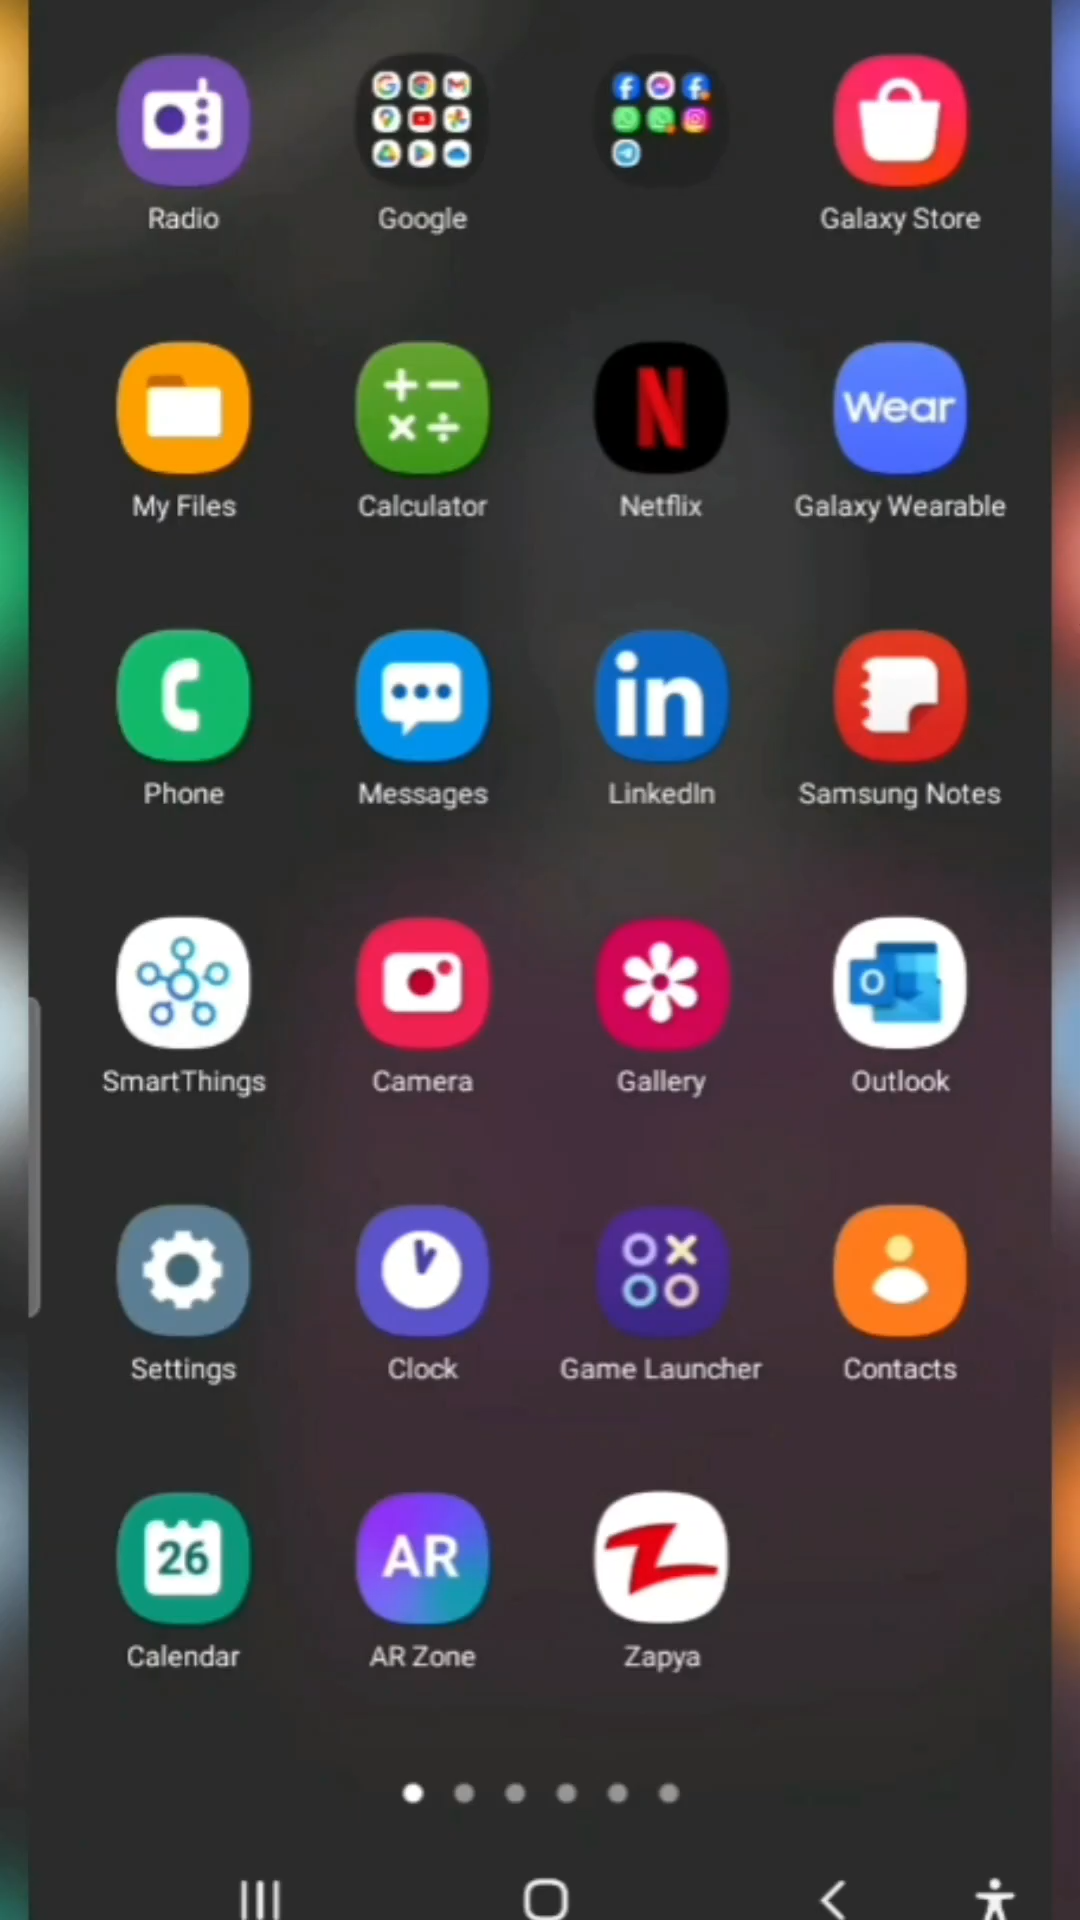 Radio
Google
Galaxy Store
Wear
My Files
Calculator
Netflix
Galaxy Wearable
in
Phone
Messages
LinkedIn
Samsung Notes
O
SmartThings
Camera
Gallery
Outlook
Settings
Clock
Game Launcher
Contacts
26
AR
Calendar
AR Zone
Zapya